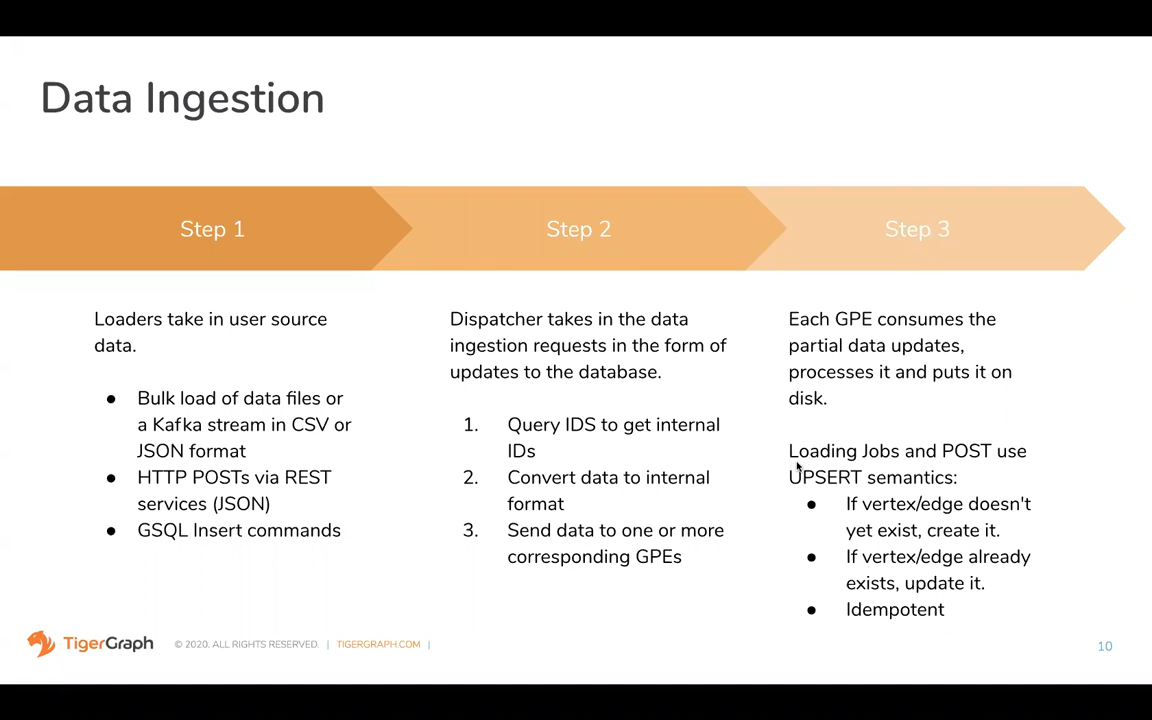 Data Ingestion
Step 1
Step 2
Step 3
Loaders take in user source
data.
● Bulk load of data files or
a Kafka stream in CSV or
JSON format
● HTTP POSTs via REST
services (JSON)
● GSQL Insert commands
Dispatcher takes in the data
ingestion requests in the form of
updates to the database.
1. Query IDS to get internal
IDs
2. Convert data to internal
format
3. Send data to one or more
corresponding GPEs
Each GPE consumes the
partial data updates,
processes it and puts it on
disk.
Loading Jobs and POST use
UPSERT semantics:
● If vertex/edge doesn't
yet exist, create it.
● If vertex/edge already
exists, update it.
● Idempotent
TigerGraph
© 2020. ALL RIGHTS RESERVED. | TIGERGRAPH.COM |
10